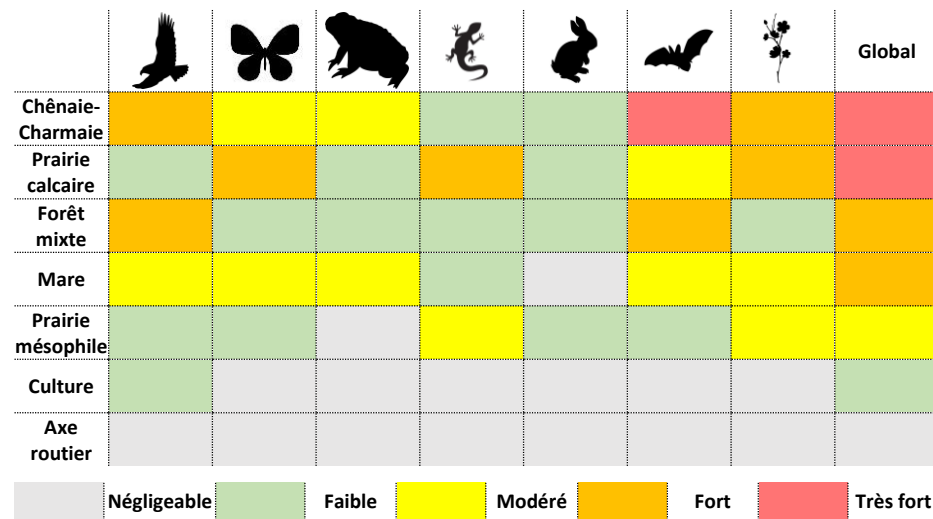 Global
Chênaie-
Charmaie
Prairie
calcaire
Forêt
mixte
Mare
Prairie
mésophile
Culture
Axe
routier
Négligeable Faible Modéré Fort Très fort